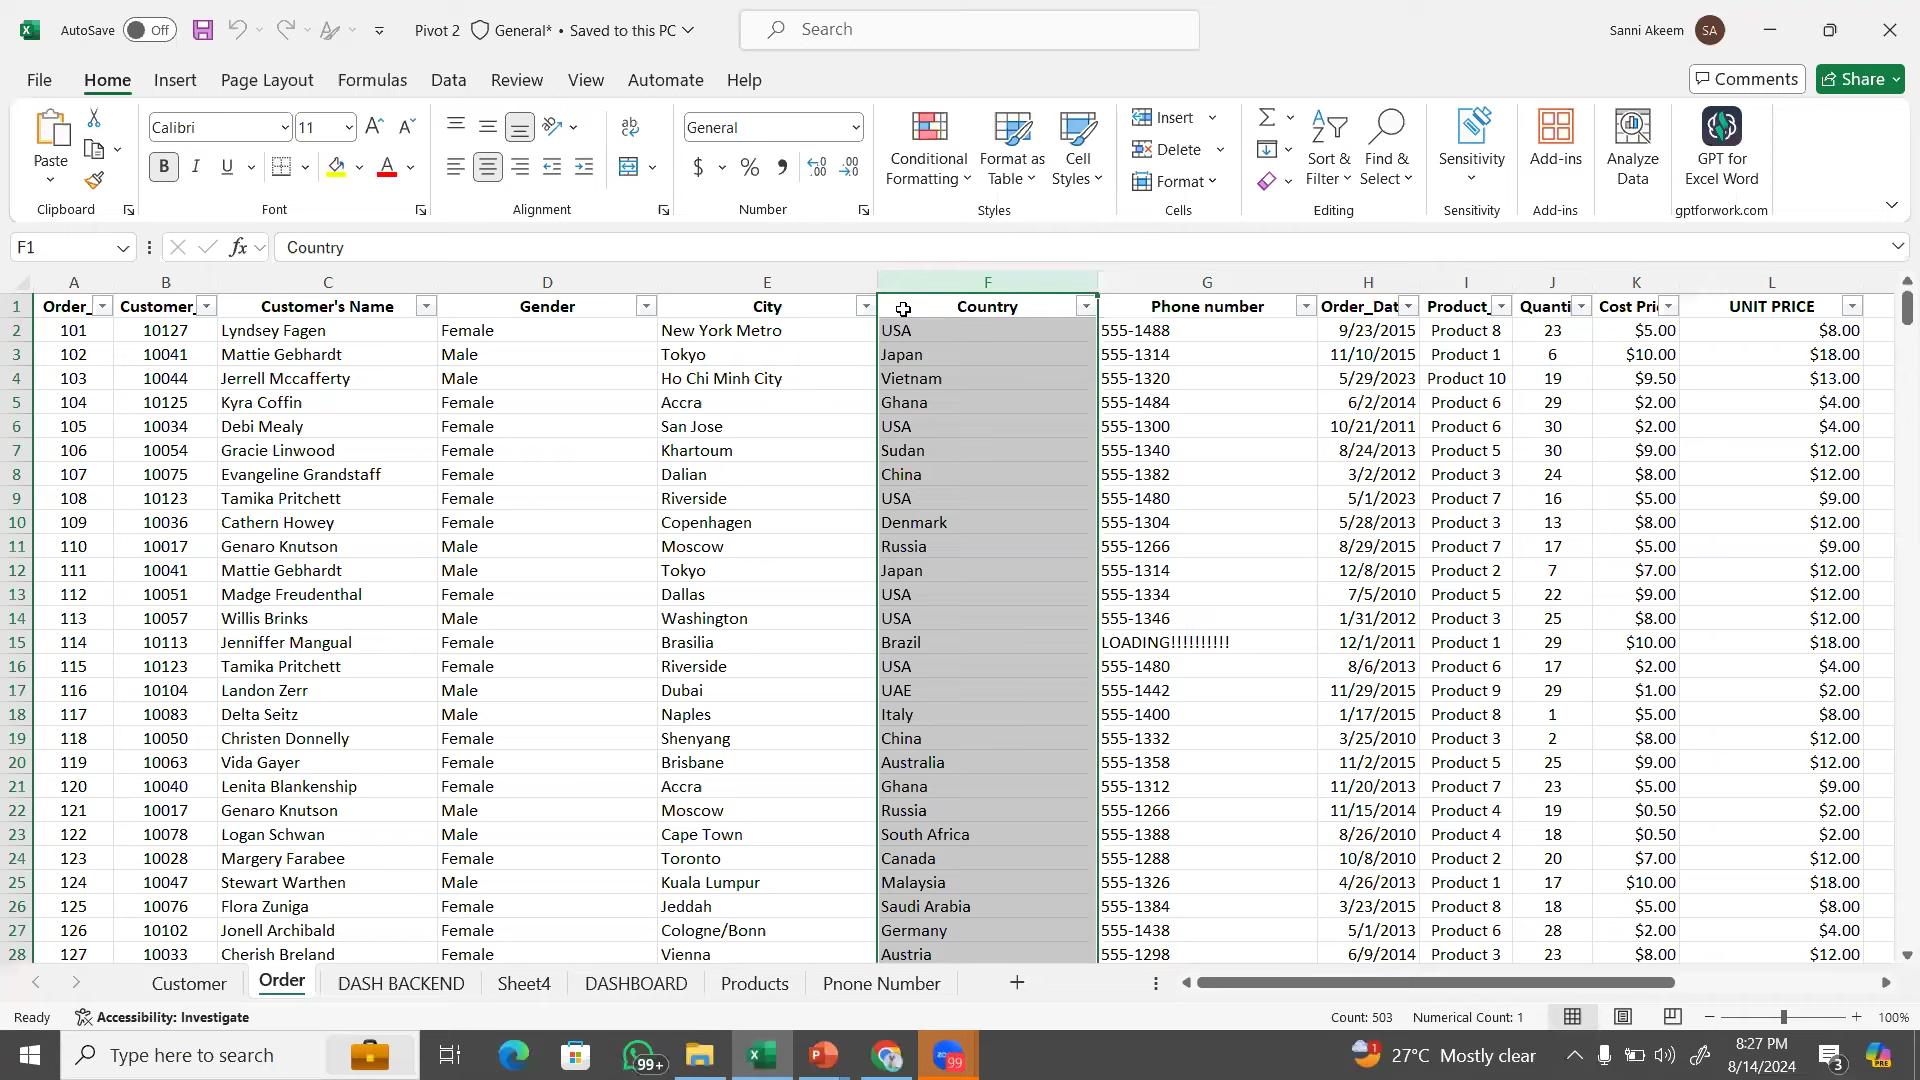 AutoSave Off Pivot 2 General* • Saved to this PC Search Sanni Akeem SA
File Home Insert Page Layout Formulas Data Review View Automate Help Comments Share
Paste
Clipboard
Calibri 11
B I U A
Font
Alignment
General
$ % ,
Number
Conditional Formatting
Format as Table
Cell Styles
Styles
Insert
Delete
Format
Cells
Sort & Filter
Find & Select
Editing
Sensitivity
Sensitivity
Add-ins
Add-ins
Analyze Data
GPT for Excel Word
gptforwork.com
F1 fx Country
A B C D E F G H I J K L
1 Order_ Customer_ Customer's Name Gender City Country Phone number Order_Dat Product_ Quanti Cost Pri UNIT PRICE
2 101 10127 Lyndsey Fagen Female New York Metro USA 555-1488 9/23/2015 Product 8 23 $5.00 $8.00
3 102 10041 Mattie Gebhardt Male Tokyo Japan 555-1314 11/10/2015 Product 1 6 $10.00 $18.00
4 103 10044 Jerrell Mccafferty Male Ho Chi Minh City Vietnam 555-1320 5/29/2023 Product 10 19 $9.50 $13.00
5 104 10125 Kyra Coffin Female Accra Ghana 555-1484 6/2/2014 Product 6 29 $2.00 $4.00
6 105 10034 Debi Mealy Female San Jose USA 555-1300 10/21/2011 Product 6 30 $2.00 $4.00
7 106 10054 Gracie Linwood Female Khartoum Sudan 555-1340 8/24/2013 Product 5 30 $9.00 $12.00
8 107 10075 Evangeline Grandstaff Female Dalian China 555-1382 3/2/2012 Product 3 24 $8.00 $12.00
9 108 10123 Tamika Pritchett Female Riverside USA 555-1480 5/1/2023 Product 7 16 $5.00 $9.00
10 109 10036 Cathern Howey Female Copenhagen Denmark 555-1304 5/28/2013 Product 3 13 $8.00 $12.00
11 110 10017 Genaro Knutson Male Moscow Russia 555-1266 8/29/2015 Product 7 17 $5.00 $9.00
12 111 10041 Mattie Gebhardt Male Tokyo Japan 555-1314 12/8/2015 Product 2 7 $7.00 $12.00
13 112 10051 Madge Freudenthal Female Dallas USA 555-1334 7/5/2010 Product 5 22 $9.00 $12.00
14 113 10057 Willis Brinks Male Washington USA 555-1346 1/31/2012 Product 3 25 $8.00 $12.00
15 114 10113 Jenniffer Mangual Female Brasilia Brazil LOADING!!!!!!!!!! 12/1/2011 Product 1 29 $10.00 $18.00
16 115 10123 Tamika Pritchett Female Riverside USA 555-1480 8/6/2013 Product 6 17 $2.00 $4.00
17 116 10104 Landon Zerr Male Dubai UAE 555-1442 11/29/2015 Product 9 29 $1.00 $2.00
18 117 10083 Delta Seitz Male Naples Italy 555-1400 1/17/2015 Product 8 1 $5.00 $8.00
19 118 10050 Christen Donnelly Female Shenyang China 555-1332 3/25/2010 Product 3 2 $8.00 $12.00
20 119 10063 Vida Gayer Female Brisbane Australia 555-1358 11/2/2015 Product 5 25 $9.00 $12.00
21 120 10040 Lenita Blankenship Female Accra Ghana 555-1312 11/20/2013 Product 7 23 $5.00 $9.00
22 121 10017 Genaro Knutson Male Moscow Russia 555-1266 11/15/2014 Product 4 19 $0.50 $2.00
23 122 10078 Logan Schwan Male Cape Town South Africa 555-1388 8/26/2010 Product 4 18 $0.50 $2.00
24 123 10028 Margery Farabee Female Toronto Canada 555-1288 10/8/2010 Product 2 20 $7.00 $12.00
25 124 10047 Stewart Warthen Male Kuala Lumpur Malaysia 555-1326 4/26/2013 Product 1 17 $10.00 $18.00
26 125 10076 Flora Zuniga Female Jeddah Saudi Arabia 555-1384 3/23/2015 Product 8 18 $5.00 $8.00
27 126 10102 Jonell Archibald Female Cologne/Bonn Germany 555-1438 5/1/2013 Product 6 28 $2.00 $4.00
28 127 10033 Cherish Breland Female Vienna Austria 555-1298 6/9/2014 Product 3 23 $8.00 $12.00
Customer Order DASH BACKEND Sheet4 DASHBOARD Products Pnone Number
Ready Accessibility: Investigate Count: 503 Numerical Count: 1 100%
Type here to search 99+ 99 27°C Mostly clear 8:27 PM
8/14/2024 3